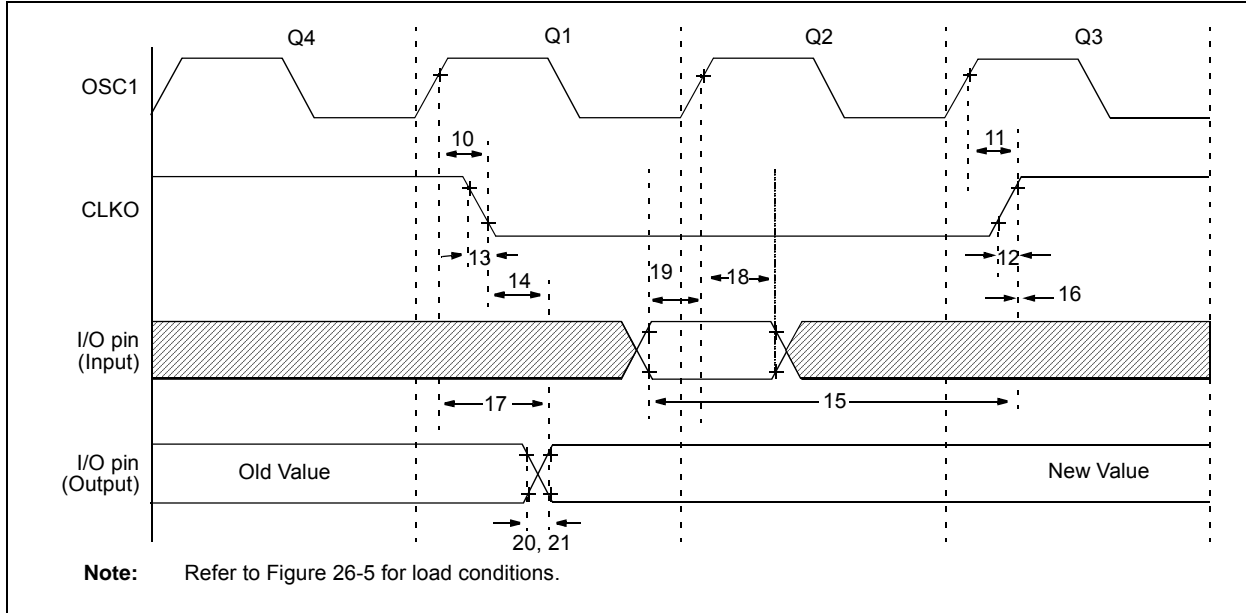 Q4 Q1 Q2 Q3
OSC1
10 11
CLKO
13 12
14 19 18 16
I/O pin
(Input)
17 15
I/O pin
(Output)
Old Value New Value
20, 21
Note: Refer to Figure 26-5 for load conditions.